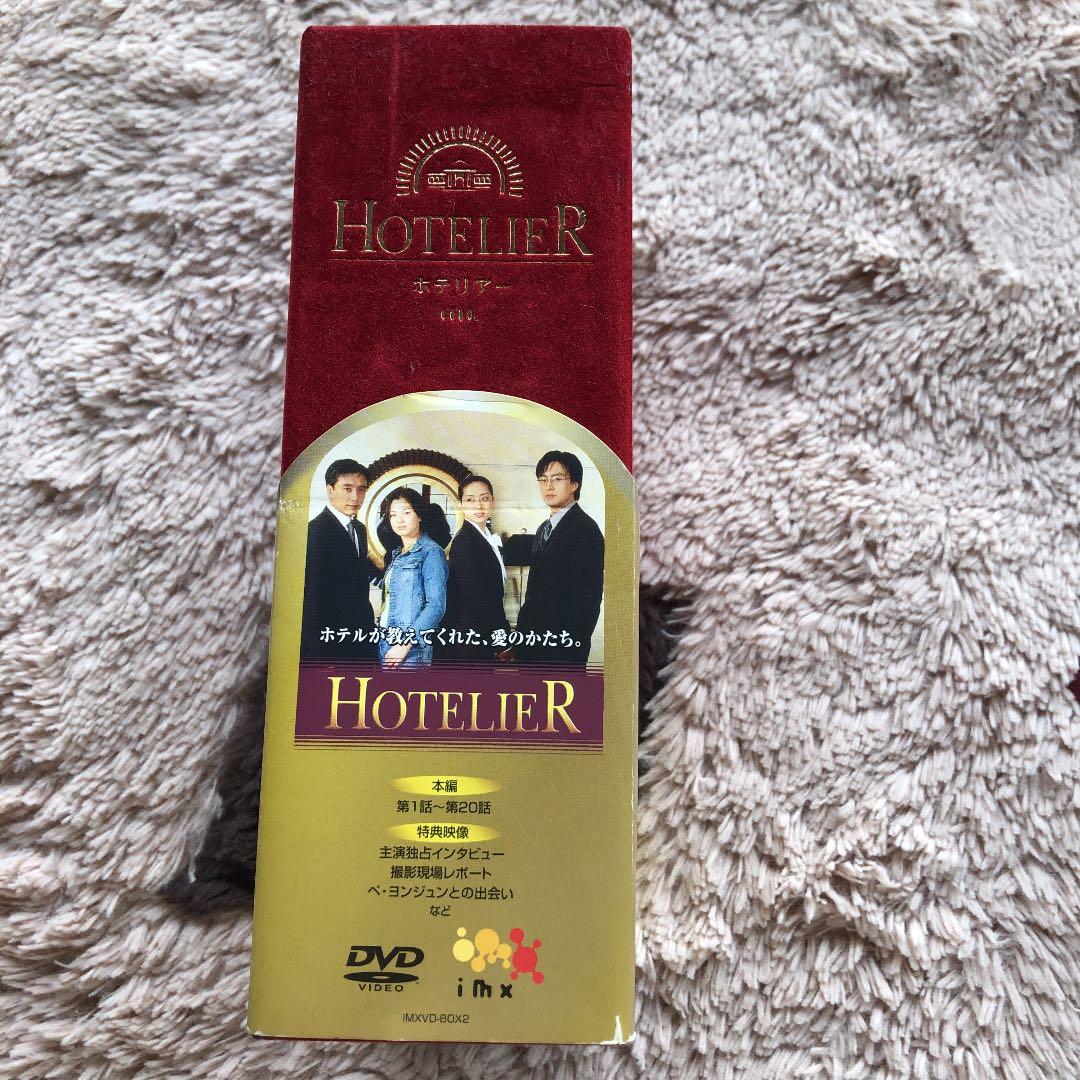 HOTELIER
ホテリアー
ホテルが教えてくれた、愛のかたち。
HOTELIER
本編
第1話～第20話
特典映像
主演独占インタビュー
撮影現場レポート
ペ・ヨンジュンとの出会い
など
DVD
VIDEO
imx
IMXVD-BOX2